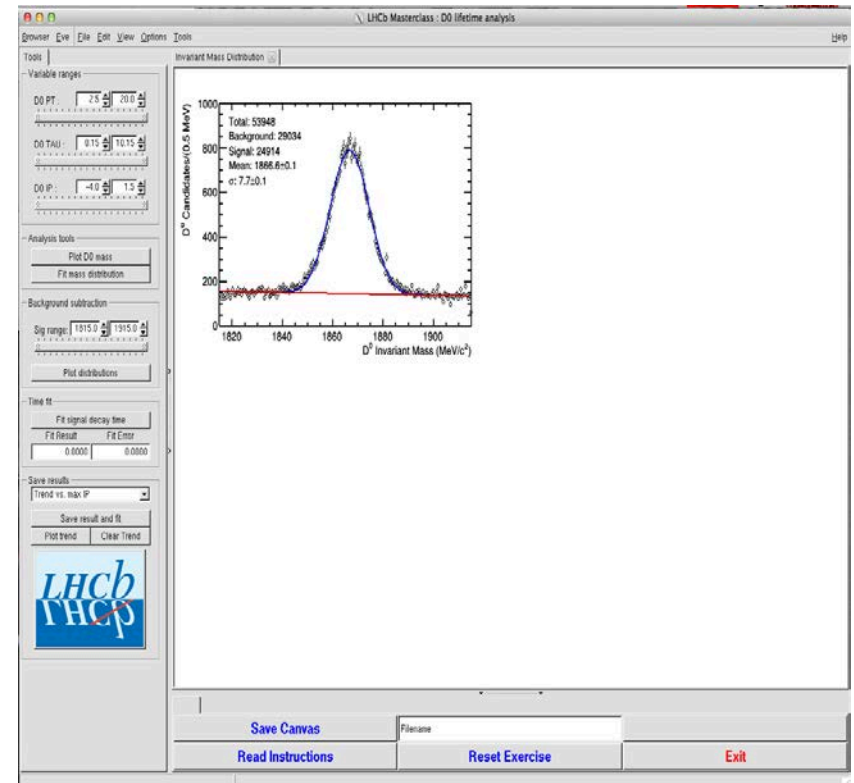 LHCb Masterclass : D0 lifetime analysis
Browser Eve File Edit View Options Tools Help
Tools
Invariant Mass Distribution
Variable ranges
D0 PT : 2.5 20.0
D0 TAU : 0.15 10.15
D0 IP : -4.0 1.5
Analysis tools
Plot D0 mass
Fit mass distribution
Background subtraction
Sig range: 1815.0 1915.0
Plot distributions
Time fit
Fit signal decay time
Fit Result Fit Error
0.0000 0.0000
Save results
Trend vs. max IP
Save result and fit
Plot trend Clear Trend
LHCb
LHCb
D⁰ Candidates/(0.5 MeV)
1000
800
600
400
200
0
Total: 53948
Background: 29034
Signal: 24914
Mean: 1866.6±0.1
σ: 7.7±0.1
1820 1840 1860 1880 1900
D⁰ Invariant Mass (MeV/c²)
Save Canvas
Filename
Read Instructions
Reset Exercise
Exit